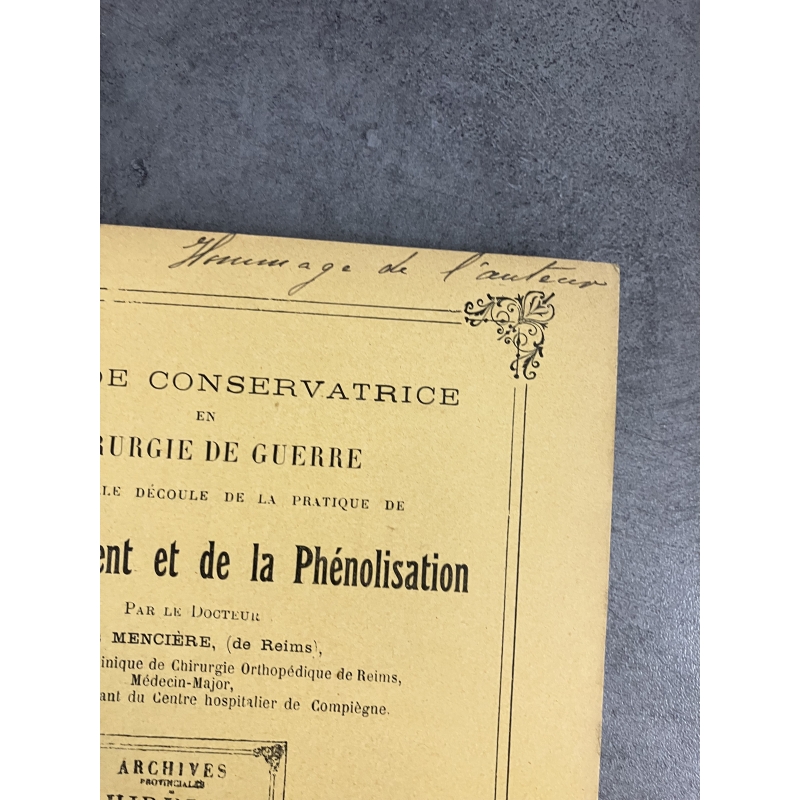 Hommage de l'auteur
DE CONSERVATRICE
EN
RURGIE DE GUERRE
LE DÉCOULE DE LA PRATIQUE DE
ent et de la Phénolisation
PAR LE DOCTEUR
MENCIÈRE, (de Reims),
inique de Chirurgie Orthopédique de Reims,
Médecin-Major,
ant du Centre hospitalier de Compiègne.
ARCHIVES
PROVINCIALES